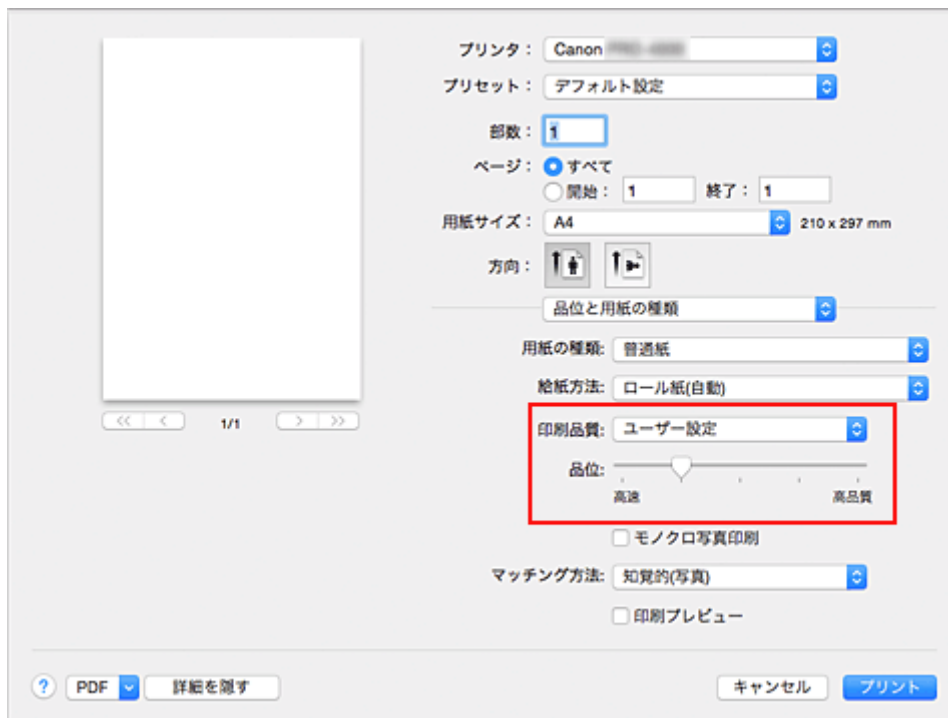 プリンタ： Canon
プリセット： デフォルト設定
部数： 1
ページ： すべて
開始： 1 終了： 1
用紙サイズ： A4 210 x 297 mm
方向：
品位と用紙の種類
用紙の種類: 普通紙
給紙方法: ロール紙(自動)
1/1
印刷品質: ユーザー設定
品位:
高速 高品質
モノクロ写真印刷
マッチング方法: 知覚的(写真)
印刷プレビュー
? PDF 詳細を隠す キャンセル プリント